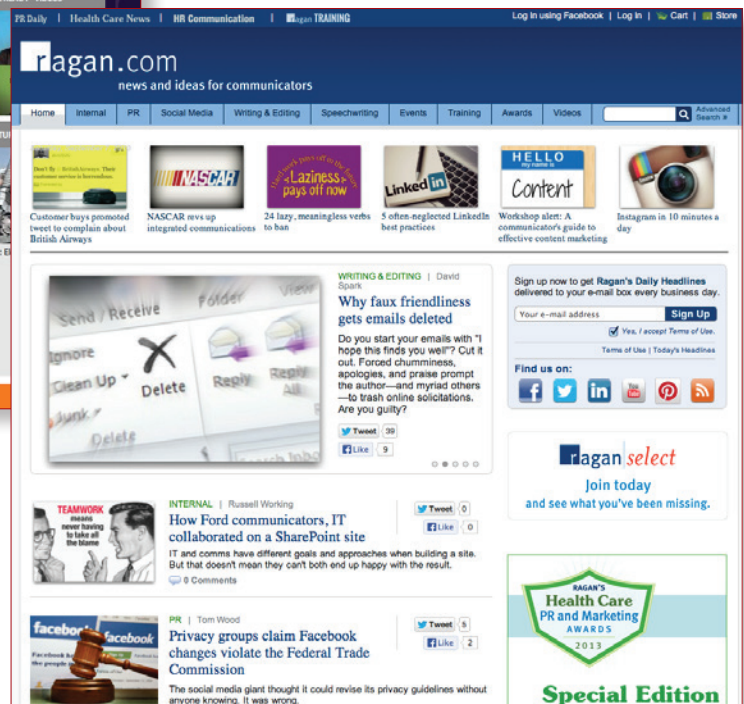 PR Daily | Health Care News | HR Communication | Ragan TRAINING
Log in using Facebook | Log In | Cart | Store
ragan.com
news and ideas for communicators
Home Internal PR Social Media Writing & Editing Speechwriting Events Training Awards Videos
Advanced
Search »
NASCAR
Laziness
pays off now
Linked in
HELLO
my name is
Content
Customer buys promoted
tweet to complain about
British Airways
NASCAR revs up
integrated communications
24 lazy, meaningless verbs
to ban
5 often-neglected LinkedIn
best practices
Workshop alert: A
communicator's guide to
effective content marketing
Instagram in 10 minutes a
day
Send / Receive Folder View
Ignore
Clean Up
Junk
Delete Reply Reply
All
Delete
Search Inbo
WRITING & EDITING | David
Spark
Why faux friendliness
gets emails deleted
Do you start your emails with "I
hope this finds you well"? Cut it
out. Forced chumminess,
apologies, and praise prompt
the author—and myriad others
—to trash online solicitations.
Are you guilty?
Tweet 39
Like 9
Sign up now to get Ragan's Daily Headlines
delivered to your e-mail box every business day.
Your e-mail address Sign Up
Yes, I accept Terms of Use.
Terms of Use | Today's Headlines
Find us on:
You
Tube
ragan select
Join today
and see what you've been missing.
TEAMWORK
means
never having
to take all
the blame
INTERNAL | Russell Working
How Ford communicators, IT
collaborated on a SharePoint site
IT and comms have different goals and approaches when building a site.
But that doesn't mean they can't both end up happy with the result.
0 Comments
Tweet 0
Like 0
facebook
facebook
PR | Tom Wood
Privacy groups claim Facebook
changes violate the Federal Trade
Commission
The social media giant thought it could revise its privacy guidelines without
anyone knowing. It was wrong.
Tweet 5
Like 2
RAGAN'S
Health Care
PR and Marketing
AWARDS
2013
Special Edition